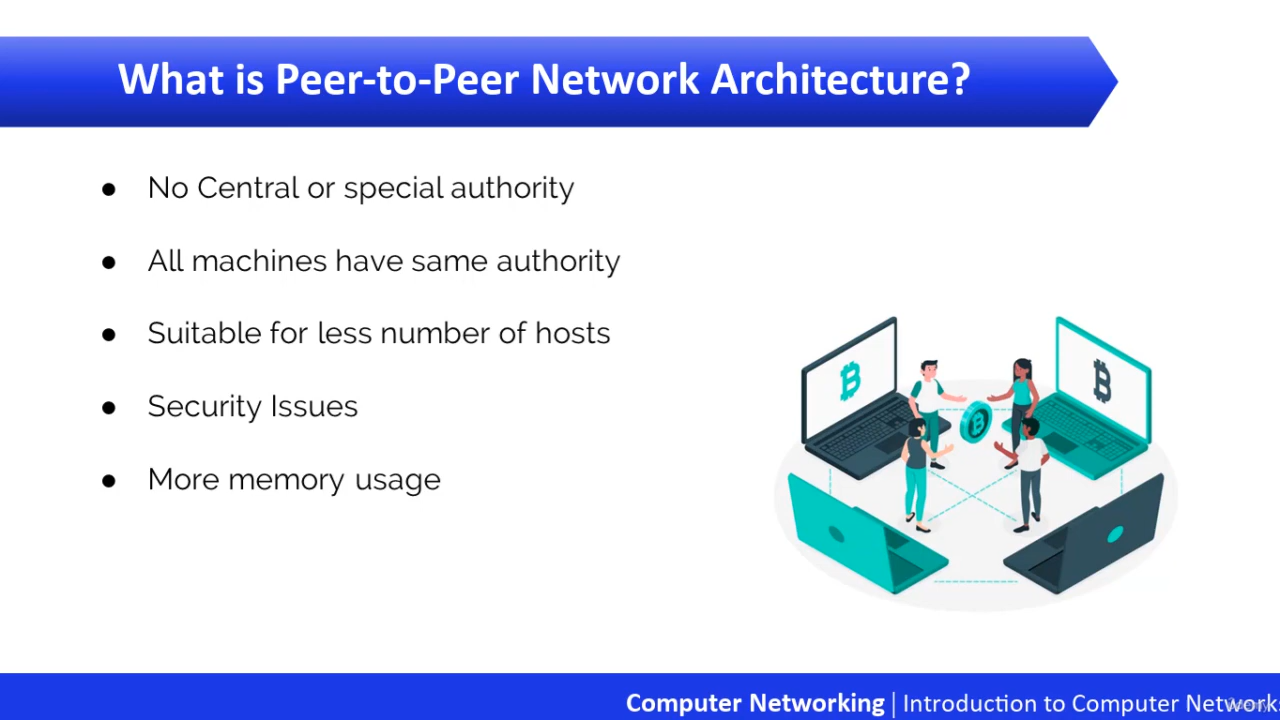 What is Peer-to-Peer Network Architecture?
● No Central or special authority
● All machines have same authority
● Suitable for less number of hosts
● Security Issues
● More memory usage
Computer Networking | Introduction to Computer Networks